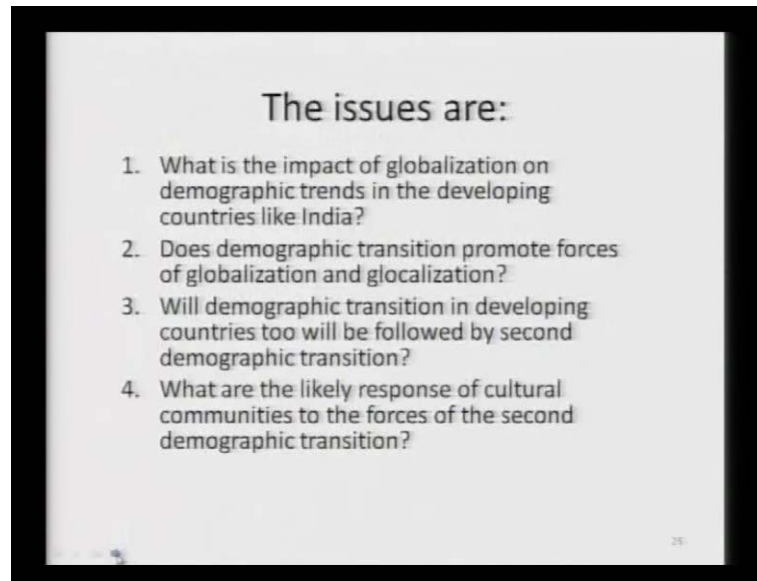 The issues are:
1. What is the impact of globalization on
demographic trends in the developing
countries like India?
2. Does demographic transition promote forces
of globalization and glocalization?
3. Will demographic transition in developing
countries too will be followed by second
demographic transition?
4. What are the likely response of cultural
communities to the forces of the second
demographic transition?